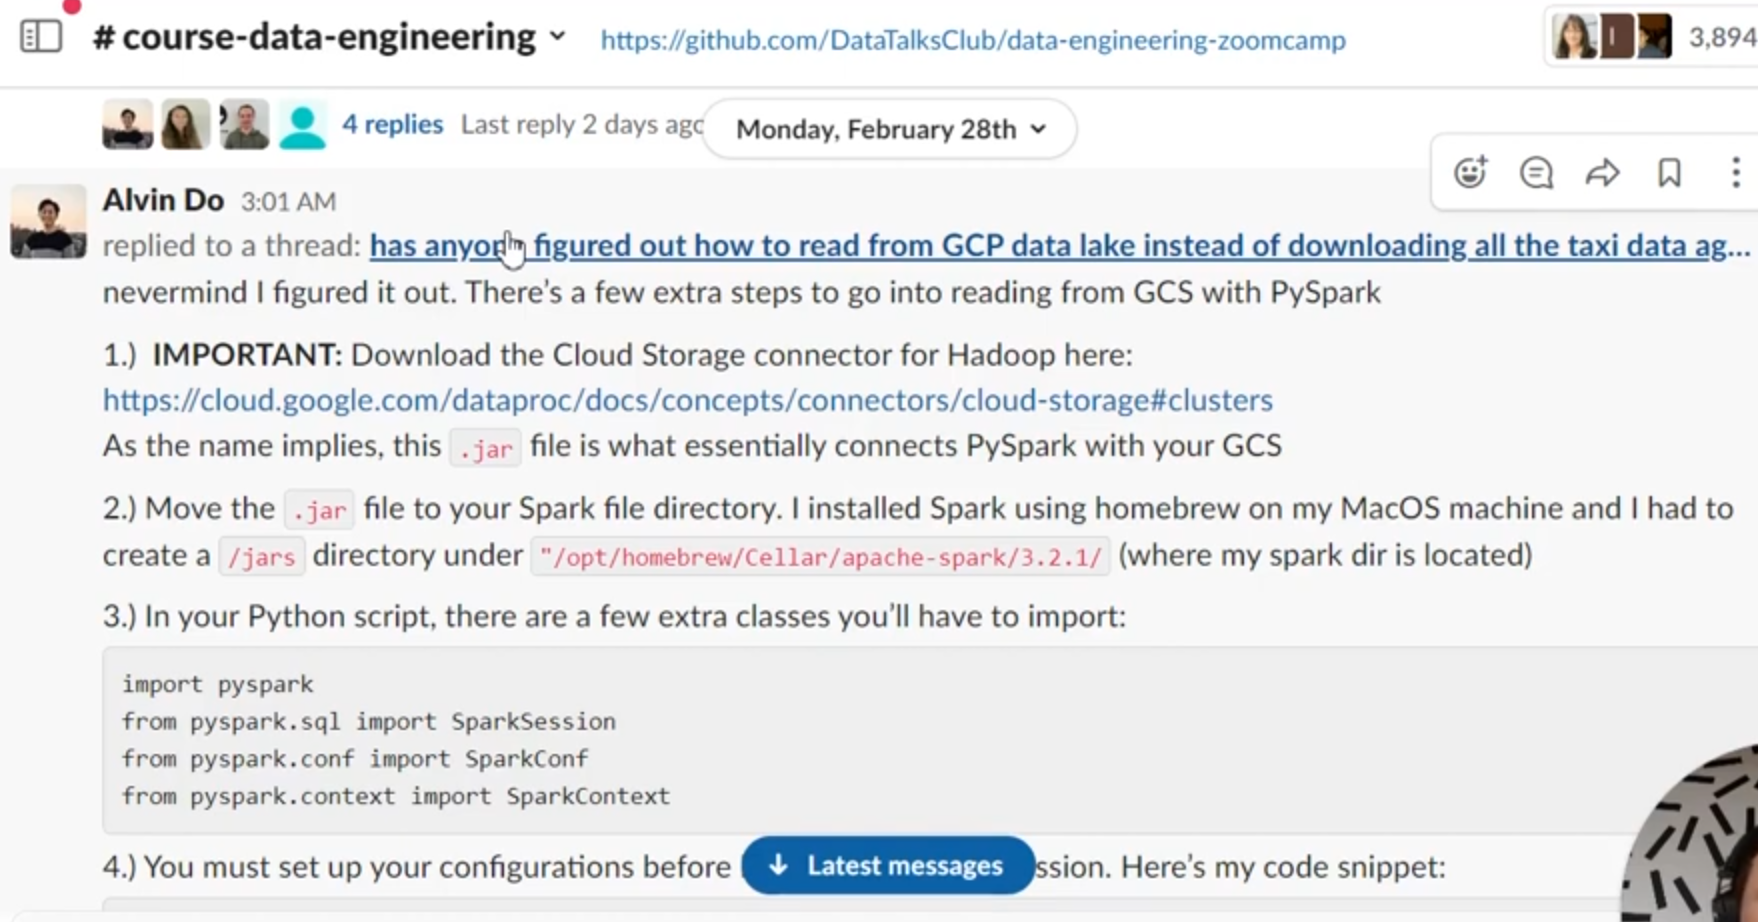 # course-data-engineering https://github.com/DataTalksClub/data-engineering-zoomcamp 3,894
4 replies Last reply 2 days ago Monday, February 28th
Alvin Do 3:01 AM
replied to a thread: has anyone figured out how to read from GCP data lake instead of downloading all the taxi data ag...
nevermind I figured it out. There's a few extra steps to go into reading from GCS with PySpark
1.) IMPORTANT: Download the Cloud Storage connector for Hadoop here:
https://cloud.google.com/dataproc/docs/concepts/connectors/cloud-storage#clusters
As the name implies, this .jar file is what essentially connects PySpark with your GCS
2.) Move the .jar file to your Spark file directory. I installed Spark using homebrew on my MacOS machine and I had to
create a /jars directory under "/opt/homebrew/Cellar/apache-spark/3.2.1/ (where my spark dir is located)
3.) In your Python script, there are a few extra classes you'll have to import:
import pyspark
from pyspark.sql import SparkSession
from pyspark.conf import SparkConf
from pyspark.context import SparkContext
4.) You must set up your configurations before Latest messages ssion. Here's my code snippet: